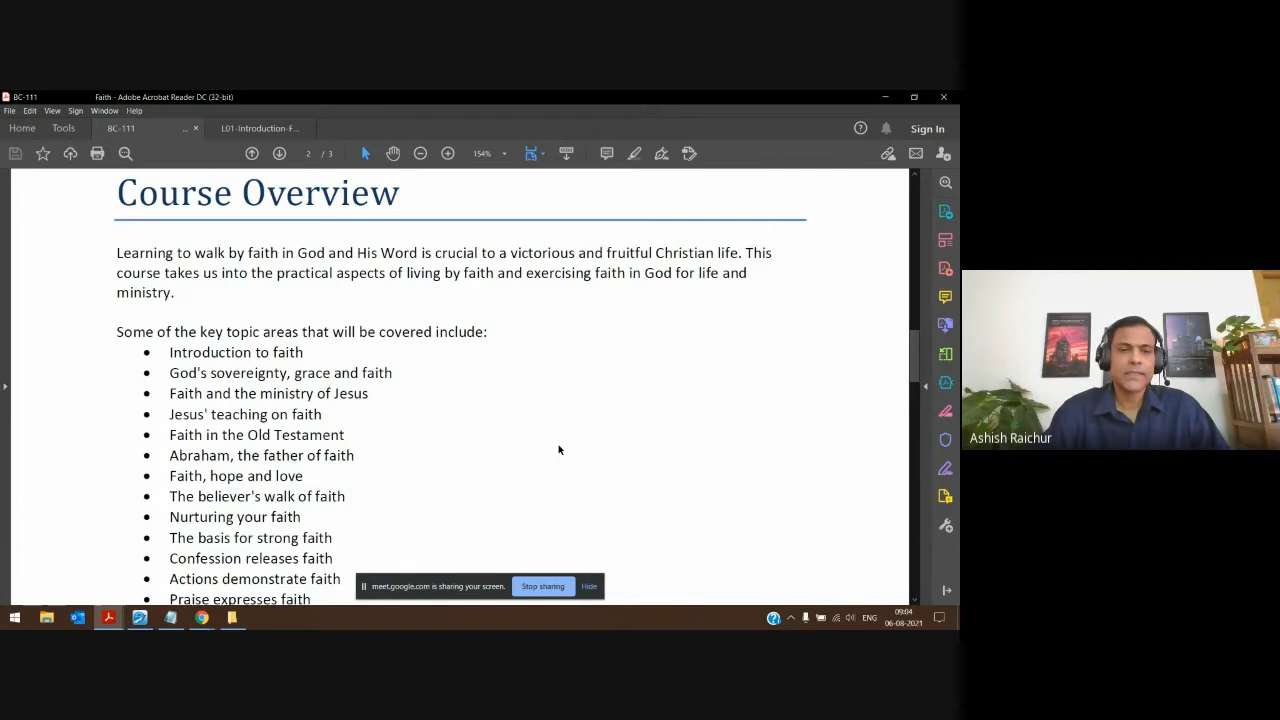 BC-111 Faith - Adobe Acrobat Reader DC (32-bit)
File Edit View Sign Window Help
Home Tools BC-111 ... × L01-Introduction-F... Sign In
2 / 3 154%
Course Overview
Learning to walk by faith in God and His Word is crucial to a victorious and fruitful Christian life. This
course takes us into the practical aspects of living by faith and exercising faith in God for life and
ministry.
Some of the key topic areas that will be covered include:
• Introduction to faith
• God's sovereignty, grace and faith
• Faith and the ministry of Jesus
• Jesus' teaching on faith
• Faith in the Old Testament
• Abraham, the father of faith
• Faith, hope and love
• The believer's walk of faith
• Nurturing your faith
• The basis for strong faith
• Confession releases faith
• Actions demonstrate faith
• Praise expresses faith
meet.google.com is sharing your screen. Stop sharing Hide
ENG
09:04
06-08-2021
Ashish Raichur